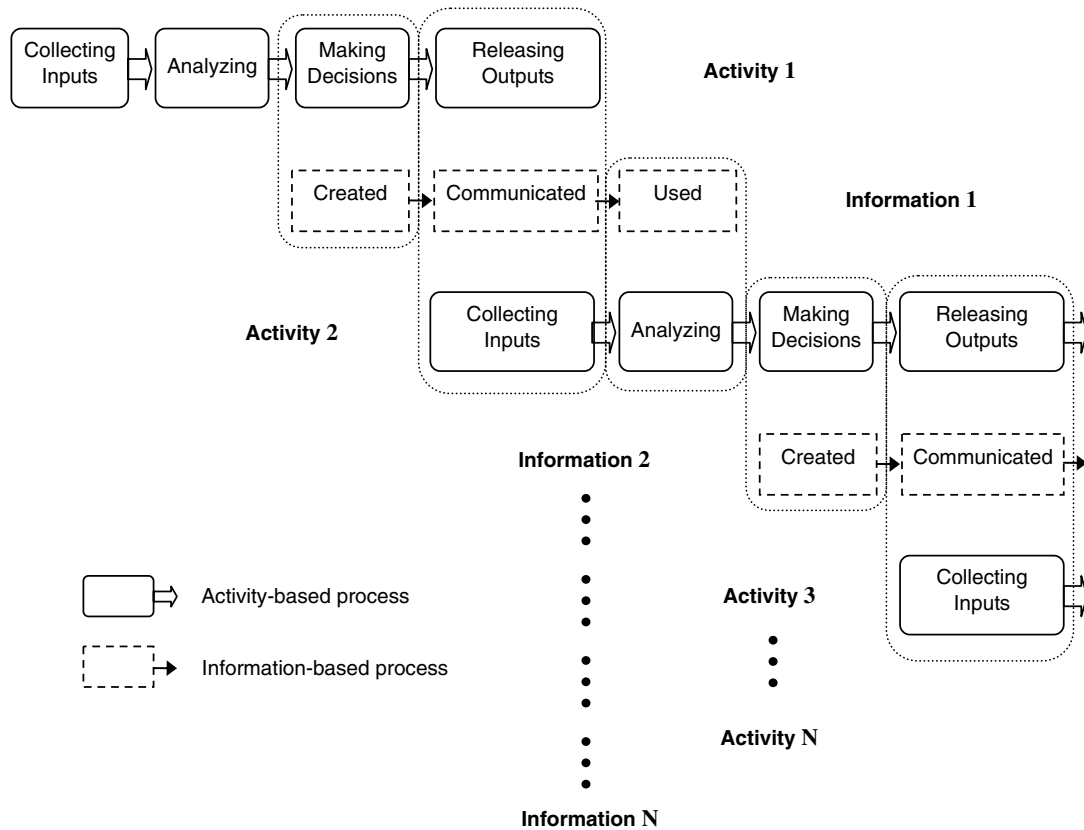 Collecting
Inputs
Analyzing
Making
Decisions
Releasing
Outputs
Activity 1
Created
Communicated
Used
Information 1
Activity 2
Collecting
Inputs
Analyzing
Making
Decisions
Releasing
Outputs
Information 2
Created
Communicated
Activity-based process
Activity 3
Collecting
Inputs
Information-based process
Activity N
Information N